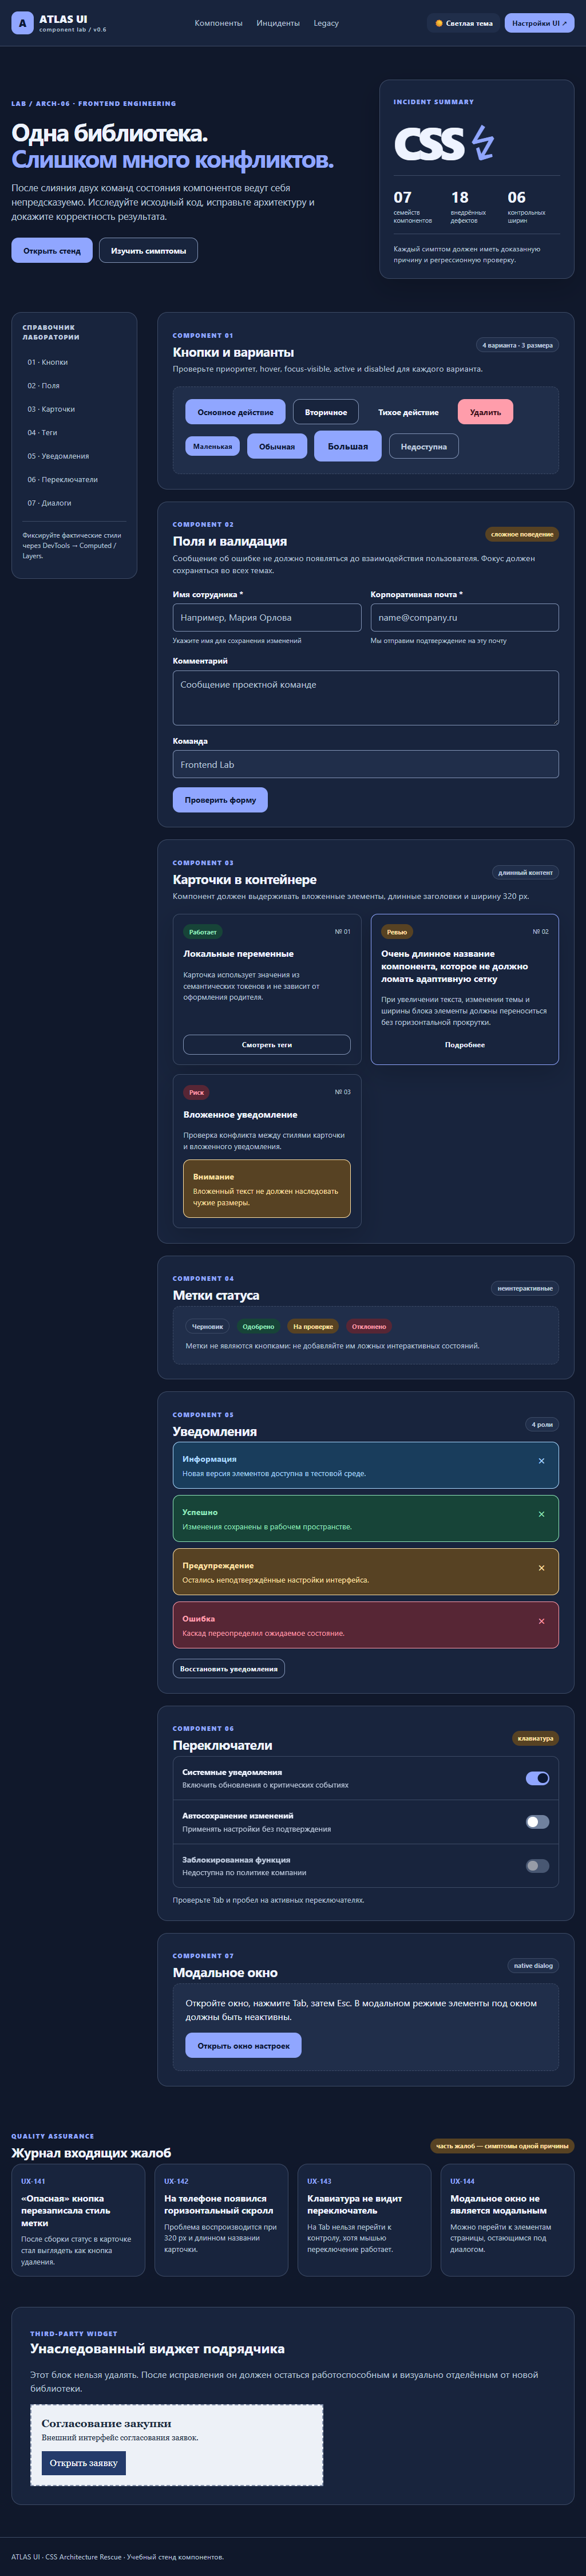 A
ATLAS UI
component lab / v0.6
Компоненты
Инциденты
Legacy
Светлая тема
Настройки UI ↗
LAB / ARCH-06 · FRONTEND ENGINEERING
Одна библиотека.
Слишком много конфликтов.
После слияния двух команд состояния компонентов ведут себя
непредсказуемо. Исследуйте исходный код, исправьте архитектуру и
докажите корректность результата.
Открыть стенд
Изучить симптомы
INCIDENT SUMMARY
CSS
07
семейств
компонентов
18
внедрённых
дефектов
06
контрольных
ширин
Каждый симптом должен иметь доказанную
причину и регрессионную проверку.
СПРАВОЧНИК
ЛАБОРАТОРИИ
01 · Кнопки
02 · Поля
03 · Карточки
04 · Теги
05 · Уведомления
06 · Переключатели
07 · Диалоги
Фиксируйте фактические стили
через DevTools → Computed /
Layers.
COMPONENT 01
Кнопки и варианты
4 варианта · 3 размера
Проверьте приоритет, hover, focus-visible, active и disabled для каждого варианта.
Основное действие
Вторичное
Тихое действие
Удалить
Маленькая
Обычная
Большая
Недоступна
COMPONENT 02
Поля и валидация
сложное поведение
Сообщение об ошибке не должно появляться до взаимодействия пользователя. Фокус должен
сохраняться во всех темах.
Имя сотрудника *
Корпоративная почта *
Например, Мария Орлова
name@company.ru
Укажите имя для сохранения изменений
Мы отправим подтверждение на эту почту
Комментарий
Сообщение проектной команде
Команда
Frontend Lab
Проверить форму
COMPONENT 03
Карточки в контейнере
длинный контент
Компонент должен выдерживать вложенные элементы, длинные заголовки и ширину 320 px.
Работает
№ 01
Локальные переменные
Карточка использует значения из
семантических токенов и не зависит от
оформления родителя.
Смотреть теги
Ревью
№ 02
Очень длинное название
компонента, которое не должно
ломать адаптивную сетку
При увеличении текста, изменении темы и
ширины блока элементы должны переноситься
без горизонтальной прокрутки.
Подробнее
Риск
№ 03
Вложенное уведомление
Проверка конфликта между стилями карточки
и вложенного уведомления.
Внимание
Вложенный текст не должен наследовать
чужие размеры.
COMPONENT 04
Метки статуса
неинтерактивные
Черновик
Одобрено
На проверке
Отклонено
Метки не являются кнопками: не добавляйте им ложных интерактивных состояний.
COMPONENT 05
Уведомления
4 роли
Информация
Новая версия элементов доступна в тестовой среде.
×
Успешно
Изменения сохранены в рабочем пространстве.
×
Предупреждение
Остались неподтверждённые настройки интерфейса.
×
Ошибка
Каскад переопределил ожидаемое состояние.
×
Восстановить уведомления
COMPONENT 06
Переключатели
клавиатура
Системные уведомления
Включить обновления о критических событиях
Автосохранение изменений
Применять настройки без подтверждения
Заблокированная функция
Недоступна по политике компании
Проверьте Tab и пробел на активных переключателях.
COMPONENT 07
Модальное окно
native dialog
Откройте окно, нажмите Tab, затем Esc. В модальном режиме элементы под окном
должны быть неактивны.
Открыть окно настроек
QUALITY ASSURANCE
Журнал входящих жалоб
часть жалоб — симптомы одной причины
UX-141
«Опасная» кнопка
перезаписала стиль
метки
После сборки статус в карточке
стал выглядеть как кнопка
удаления.
UX-142
На телефоне появился
горизонтальный скролл
Проблема воспроизводится при
320 px и длинном названии
карточки.
UX-143
Клавиатура не видит
переключатель
На Tab нельзя перейти к
контролу, хотя мышью
переключение работает.
UX-144
Модальное окно не
является модальным
Можно перейти к элементам
страницы, остающимся под
диалогом.
THIRD-PARTY WIDGET
Унаследованный виджет подрядчика
Этот блок нельзя удалять. После исправления он должен остаться работоспособным и визуально отделённым от новой
библиотеки.
Согласование закупки
Внешний интерфейс согласования заявок.
Открыть заявку
ATLAS UI · CSS Architecture Rescue · Учебный стенд компонентов.